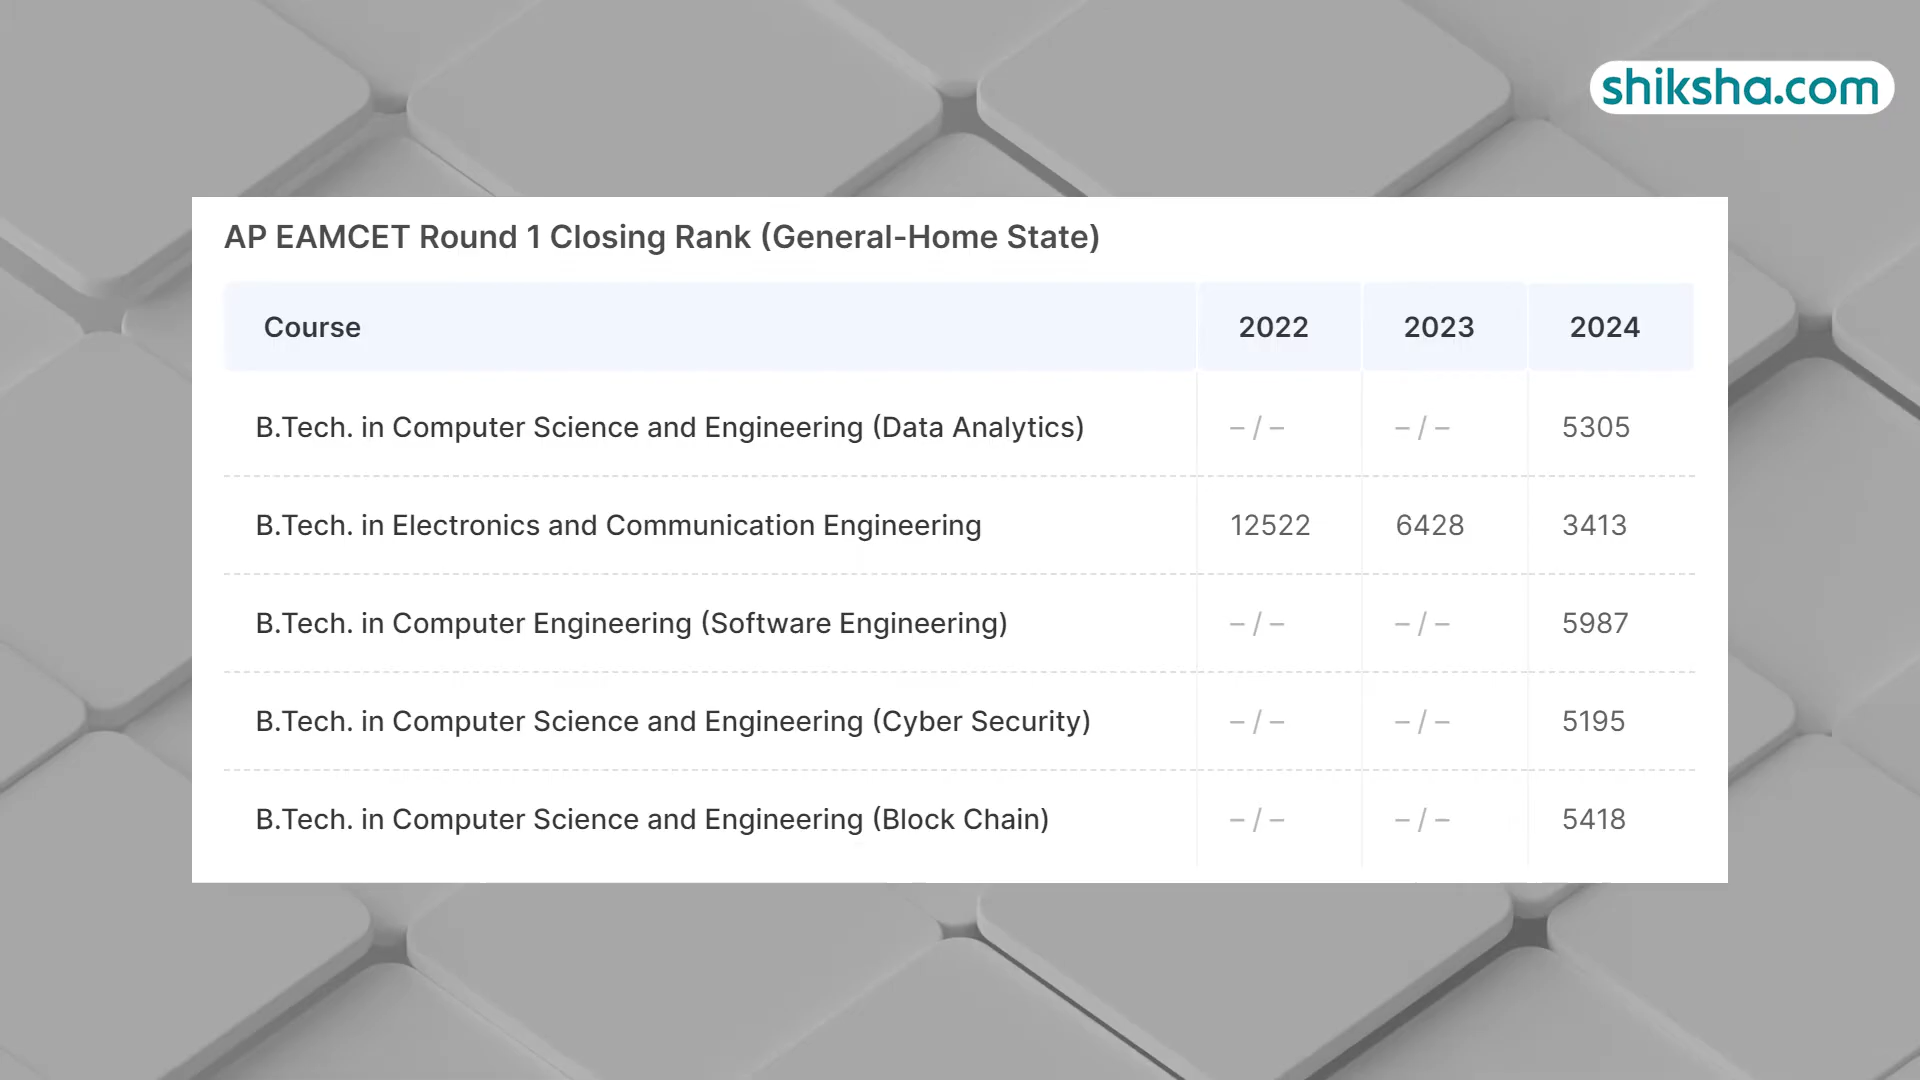 shiksha.com
AP EAMCET Round 1 Closing Rank (General-Home State)
Course 2022 2023 2024
B.Tech. in Computer Science and Engineering (Data Analytics) – / – – / – 5305
B.Tech. in Electronics and Communication Engineering 12522 6428 3413
B.Tech. in Computer Engineering (Software Engineering) – / – – / – 5987
B.Tech. in Computer Science and Engineering (Cyber Security) – / – – / – 5195
B.Tech. in Computer Science and Engineering (Block Chain) – / – – / – 5418